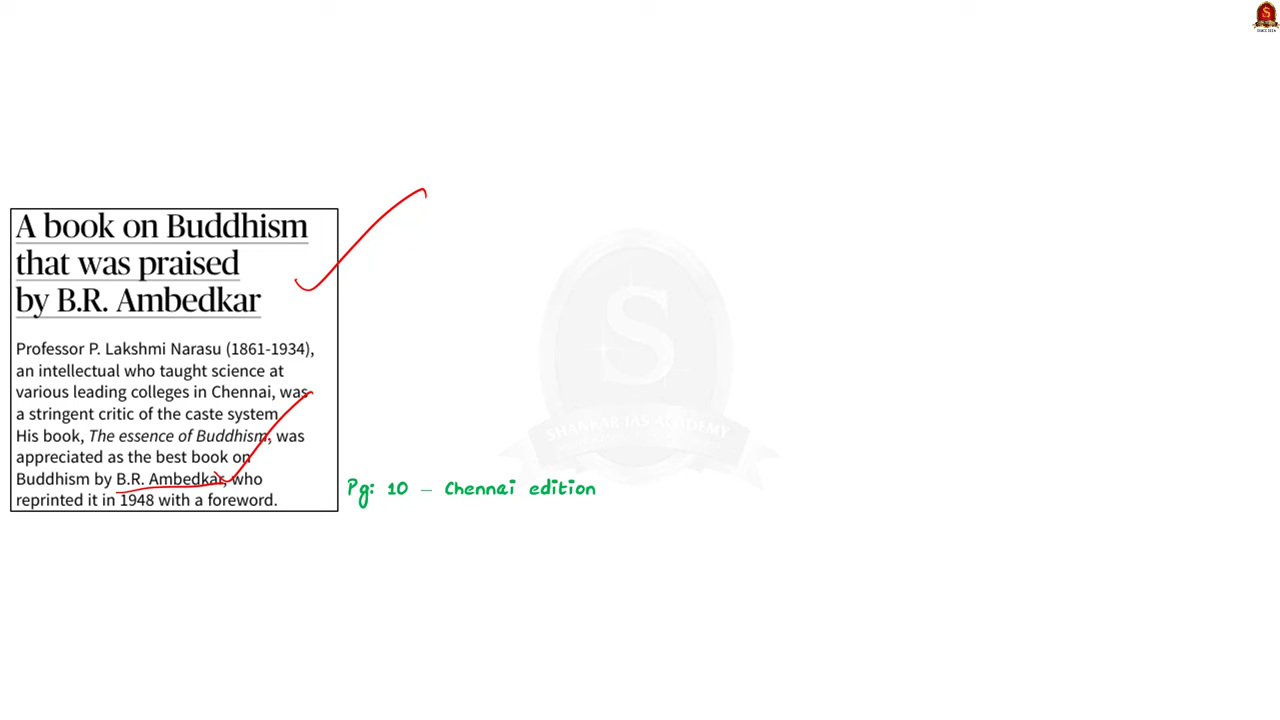 A book on Buddhism
that was praised
by B.R. Ambedkar
Professor P. Lakshmi Narasu (1861-1934),
an intellectual who taught science at
various leading colleges in Chennai, was
a stringent critic of the caste system.
His book, The essence of Buddhism, was
appreciated as the best book on
Buddhism by B.R. Ambedkar, who
reprinted it in 1948 with a foreword.
Pg: 10 – Chennai edition
S
SHANKAR IAS ACADEMY
S